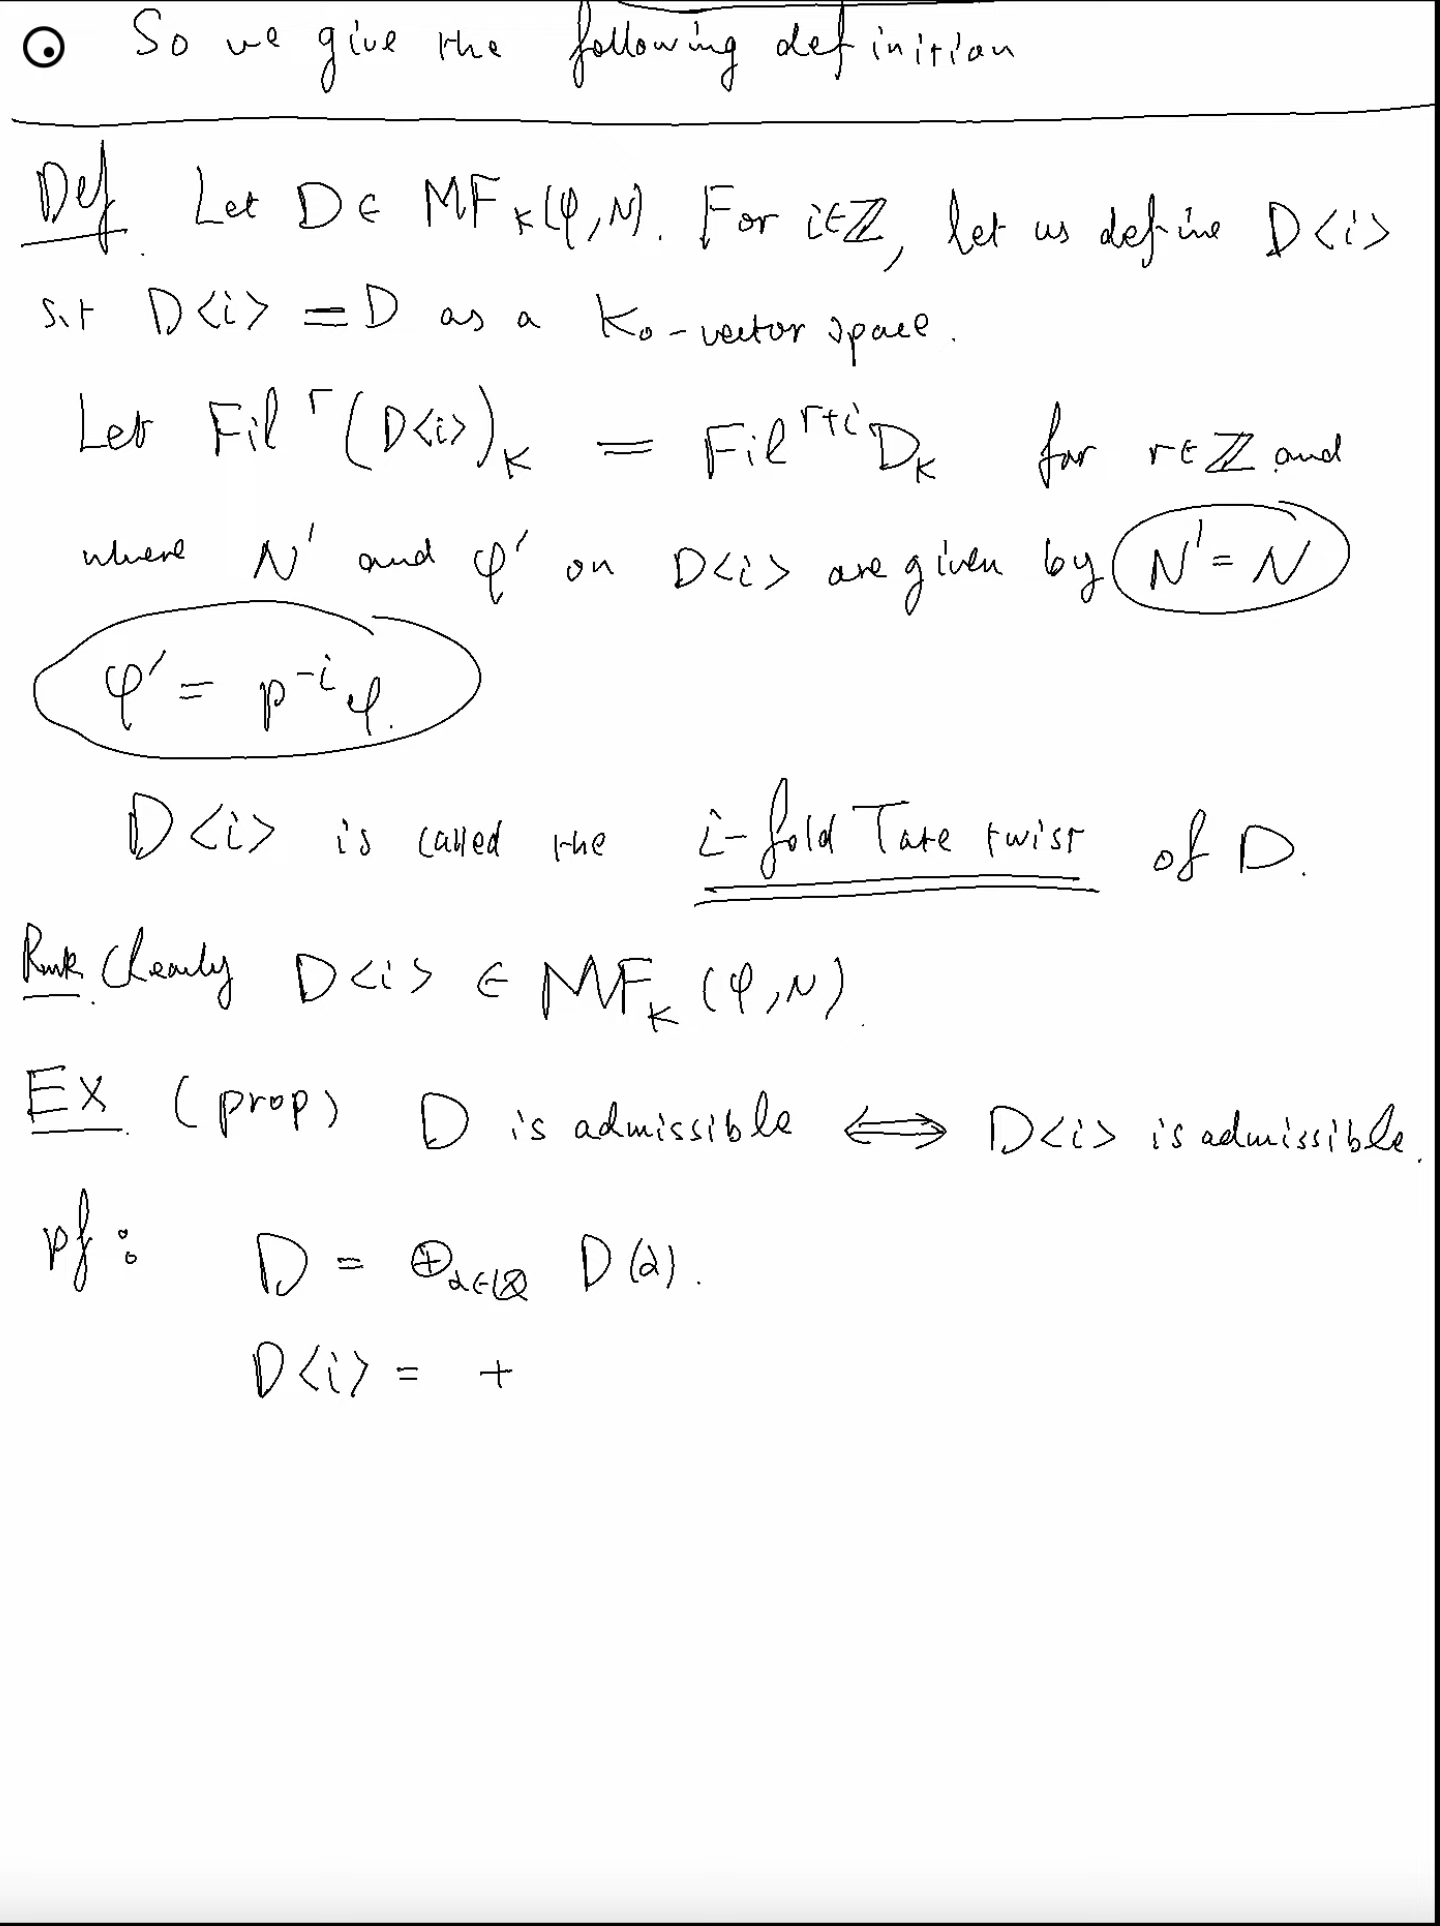 ⊙ So we give the following definition
Def. Let D ∈ MF_K(φ,N). For i∈ℤ, let us define D<i>
s.t D<i> = D as a K₀-vector space.
Let Fil^r (D<i>)_K = Fil^{r+i} D_K for r∈ℤ and
where N' and φ' on D<i> are given by N' = N
φ' = p^{-i} φ.
D<i> is called the i-fold Tate twist of D.
Rmk. Clearly D<i> ∈ MF_K (φ,N).
EX. (prop) D is admissible ⟺ D<i> is admissible.
pf: D = ⊕_{α∈ℚ} D(α).
D<i> = +